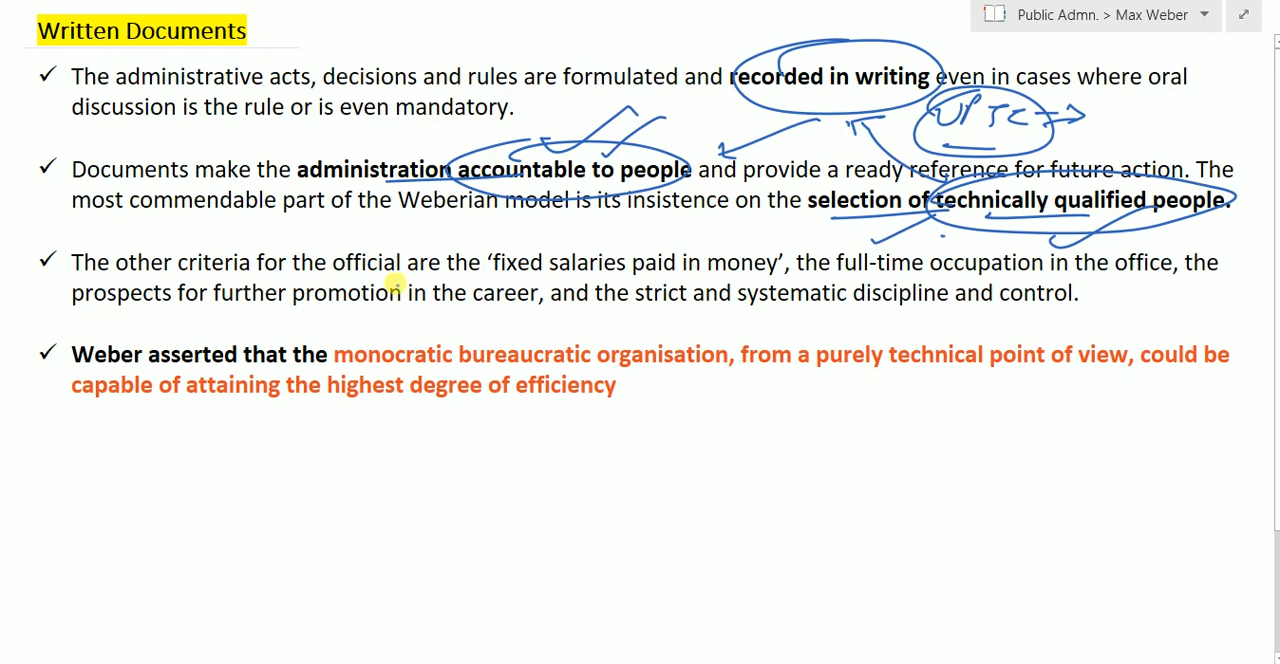 Public Admn. > Max Weber
Written Documents
✓ The administrative acts, decisions and rules are formulated and recorded in writing even in cases where oral
discussion is the rule or is even mandatory.
UPSC
✓ Documents make the administration accountable to people and provide a ready reference for future action. The
most commendable part of the Weberian model is its insistence on the selection of technically qualified people.
✓ The other criteria for the official are the ‘fixed salaries paid in money’, the full-time occupation in the office, the
prospects for further promotion in the career, and the strict and systematic discipline and control.
✓ Weber asserted that the monocratic bureaucratic organisation, from a purely technical point of view, could be
capable of attaining the highest degree of efficiency